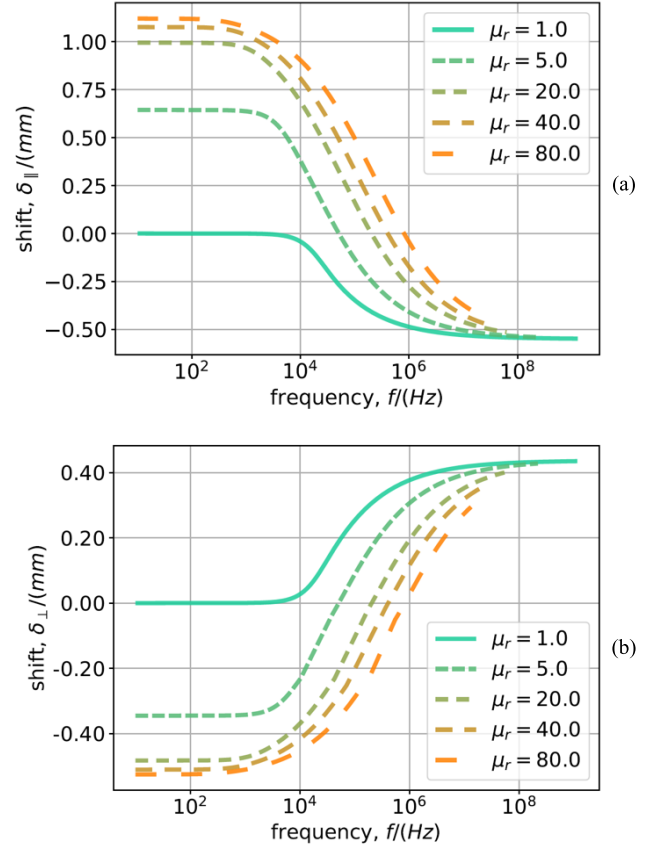 1.00
0.75
0.50
0.25
0.00
−0.25
−0.50
shift, δ∥/(mm)
μr = 1.0
μr = 5.0
μr = 20.0
μr = 40.0
μr = 80.0
(a)
10² 10⁴ 10⁶ 10⁸
frequency, f/(Hz)
0.40
0.20
0.00
-0.20
-0.40
shift, δ⊥/(mm)
μr = 1.0
μr = 5.0
μr = 20.0
μr = 40.0
μr = 80.0
(b)
10² 10⁴ 10⁶ 10⁸
frequency, f/(Hz)